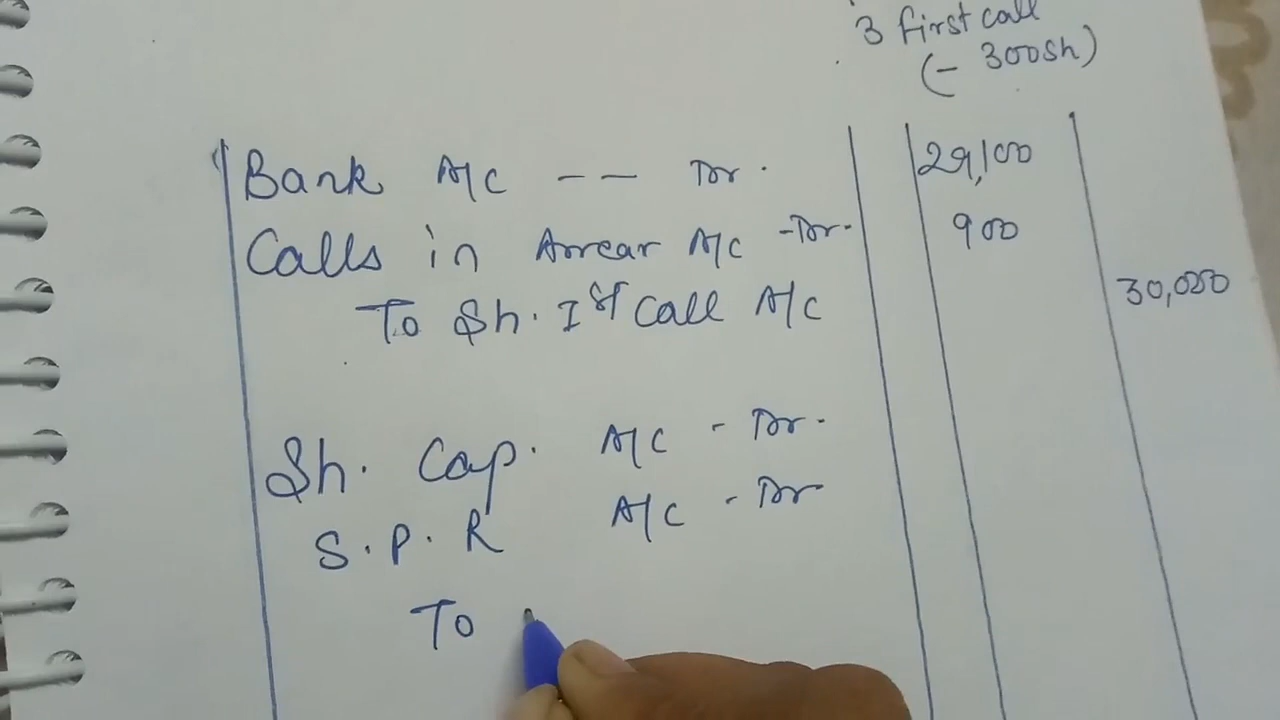 3 first call
(- 300sh)
Bank A/C -- Dr. 29,100
Calls in Arrear A/C -Dr. 900
To Sh. Ist Call A/C 30,000
Sh. Cap. A/C - Dr.
S.P.R A/C - Dr
To